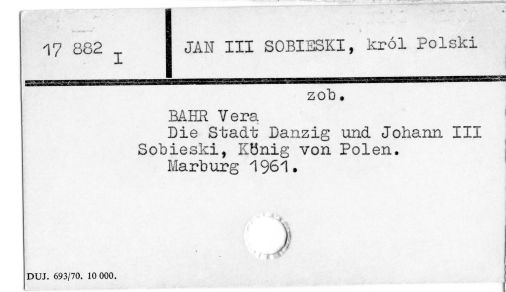 17 882 I
JAN III SOBIESKI, król Polski
zob.
BAHR Vera
Die Stadt Danzig und Johann III
Sobieski, König von Polen.
Marburg 1961.
DUJ. 693/70. 10 000.